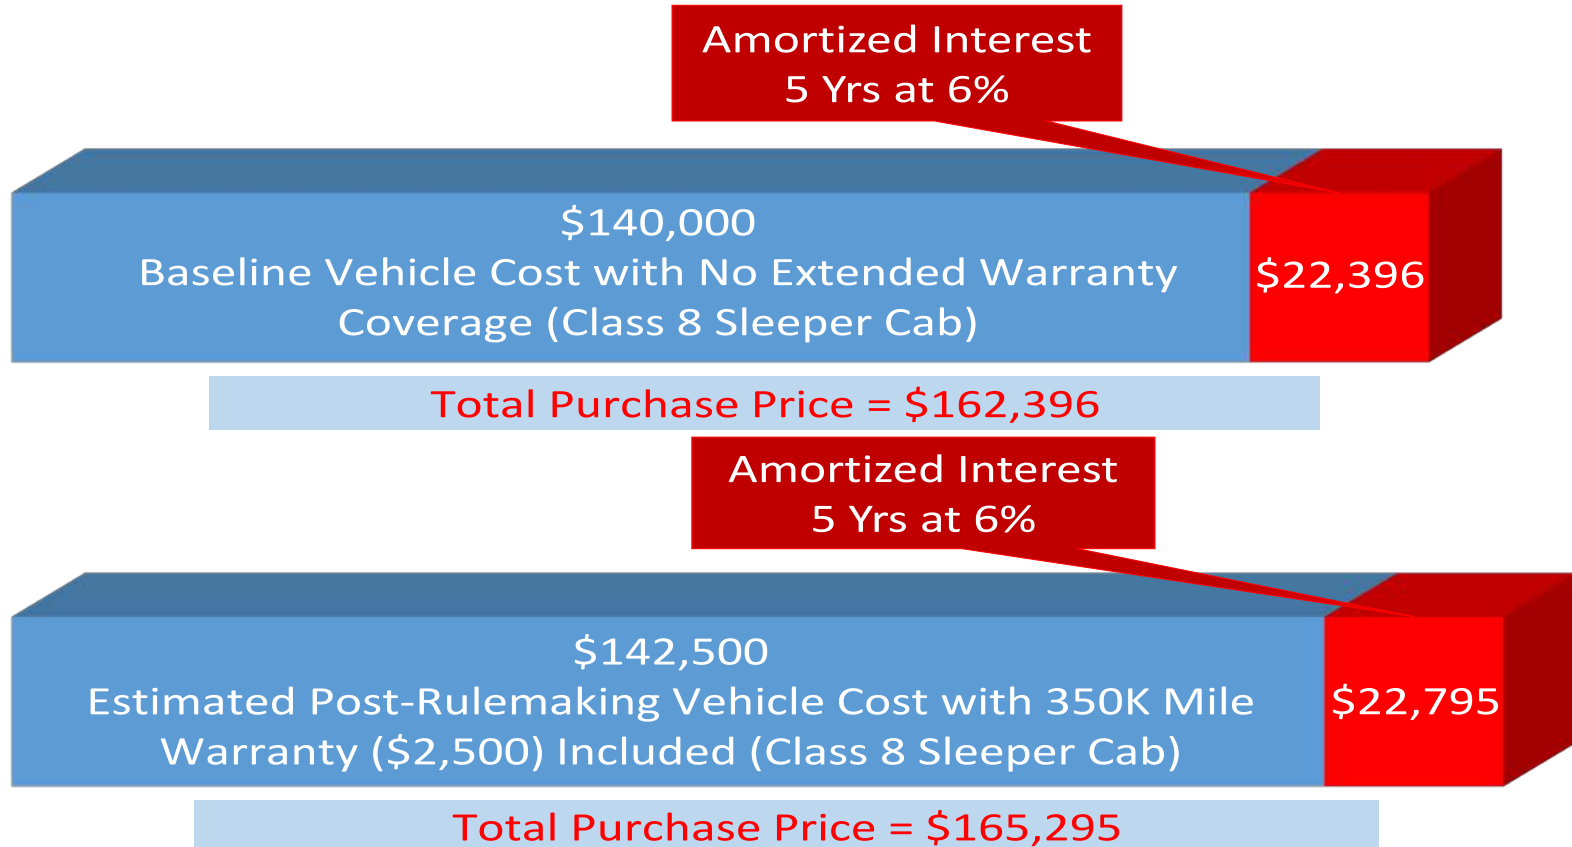 Amortized Interest
5 Yrs at 6%
$140,000
Baseline Vehicle Cost with No Extended Warranty
Coverage (Class 8 Sleeper Cab)
$22,396
Total Purchase Price = $162,396
Amortized Interest
5 Yrs at 6%
$142,500
Estimated Post-Rulemaking Vehicle Cost with 350K Mile
Warranty ($2,500) Included (Class 8 Sleeper Cab)
$22,795
Total Purchase Price = $165,295